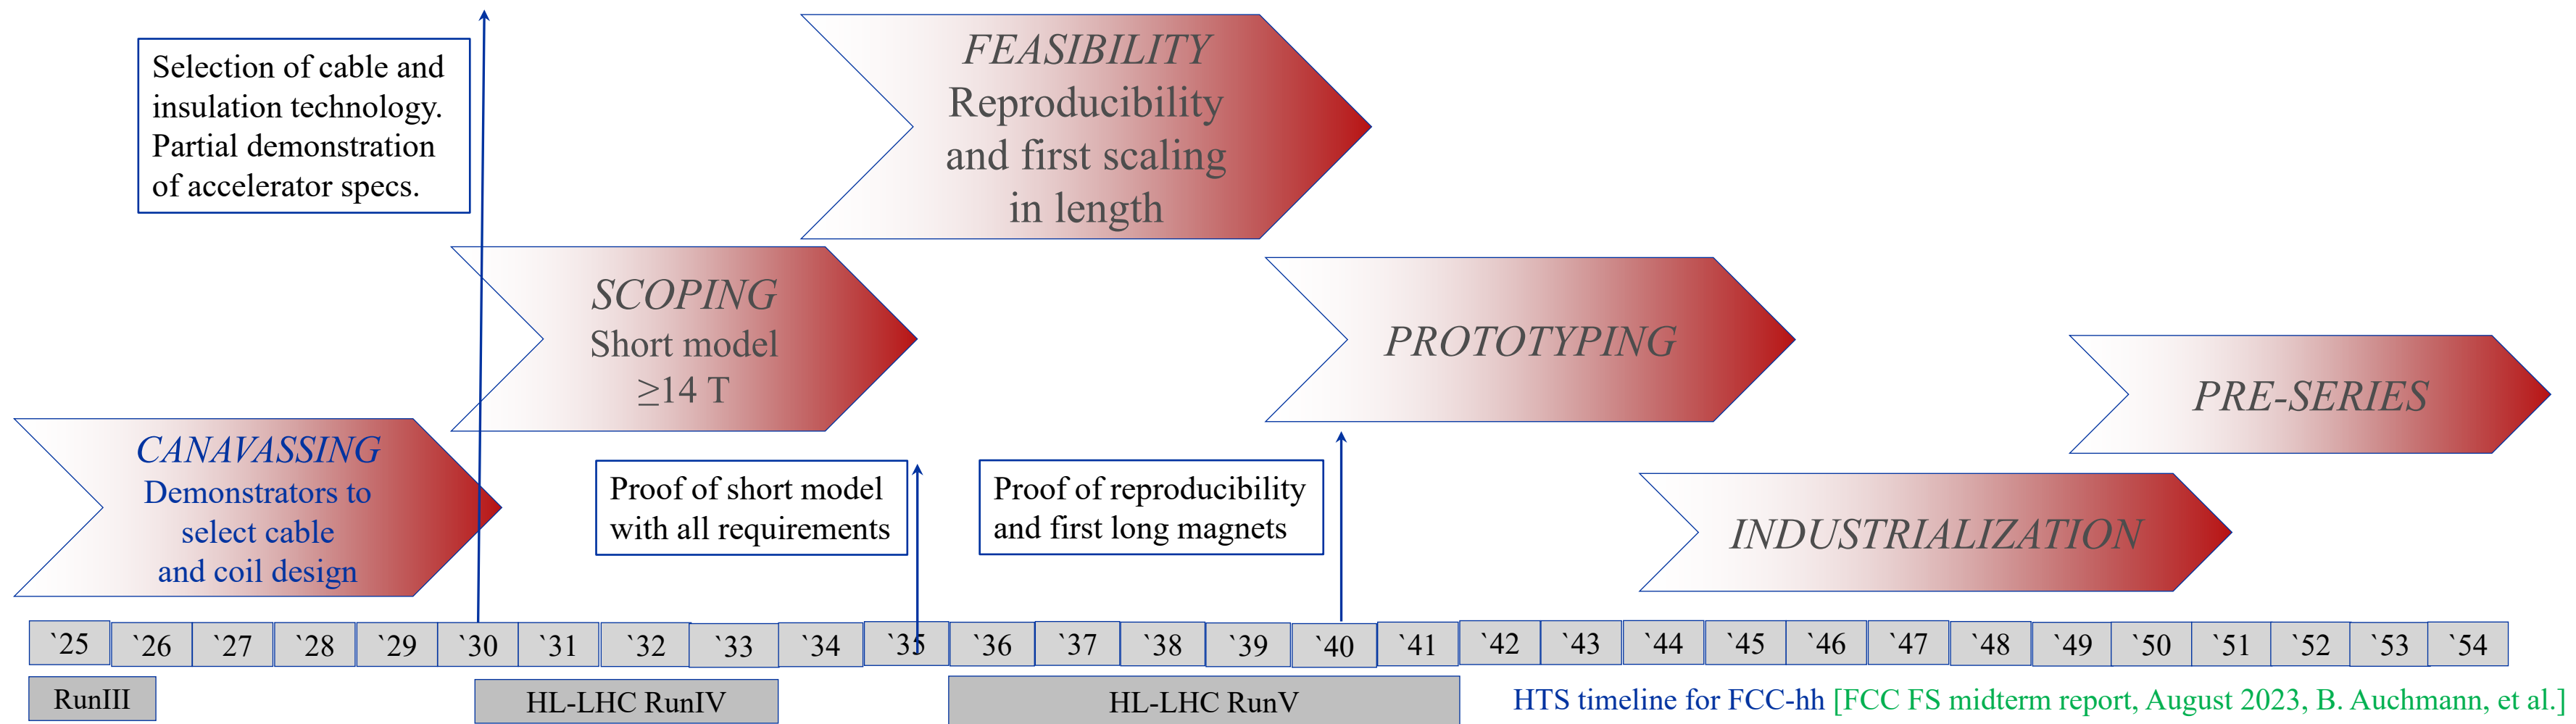 Selection of cable and
insulation technology.
Partial demonstration
of accelerator specs.
FEASIBILITY
Reproducibility
and first scaling
in length
SCOPING
Short model
≥14 T
PROTOTYPING
PRE-SERIES
CANAVASSING
Demonstrators to
select cable
and coil design
Proof of short model
with all requirements
Proof of reproducibility
and first long magnets
INDUSTRIALIZATION
`25 `26 `27 `28 `29 `30 `31 `32 `33 `34 `35 `36 `37 `38 `39 `40 `41 `42 `43 `44 `45 `46 `47 `48 `49 `50 `51 `52 `53 `54
RunIII HL-LHC RunIV HL-LHC RunV HTS timeline for FCC-hh [FCC FS midterm report, August 2023, B. Auchmann, et al.]